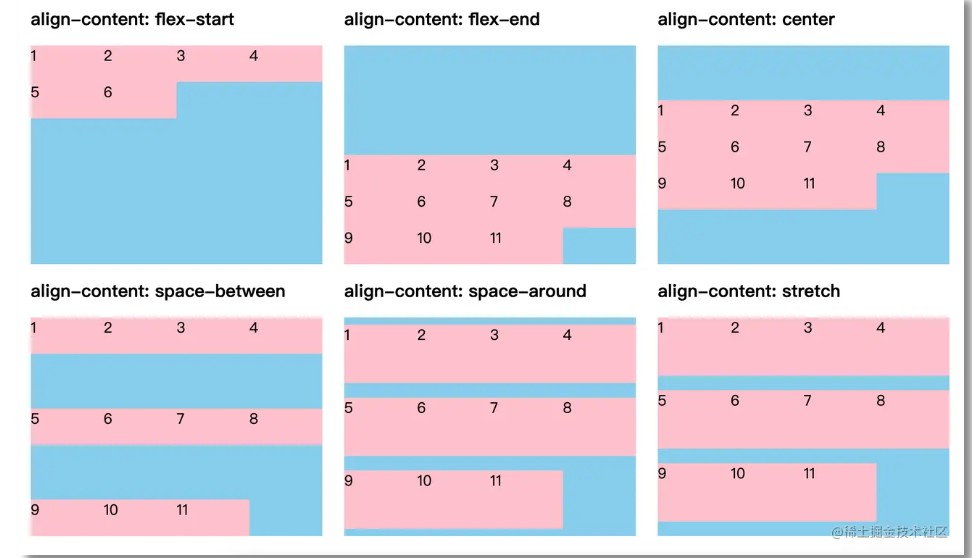 align-content: flex-start
1 2 3 4
5 6
align-content: flex-end
1 2 3 4
5 6 7 8
9 10 11
align-content: center
1 2 3 4
5 6 7 8
9 10 11
align-content: space-between
1 2 3 4
5 6 7 8
9 10 11
align-content: space-around
1 2 3 4
5 6 7 8
9 10 11
align-content: stretch
1 2 3 4
5 6 7 8
9 10 11
@稀土掘金技术社区